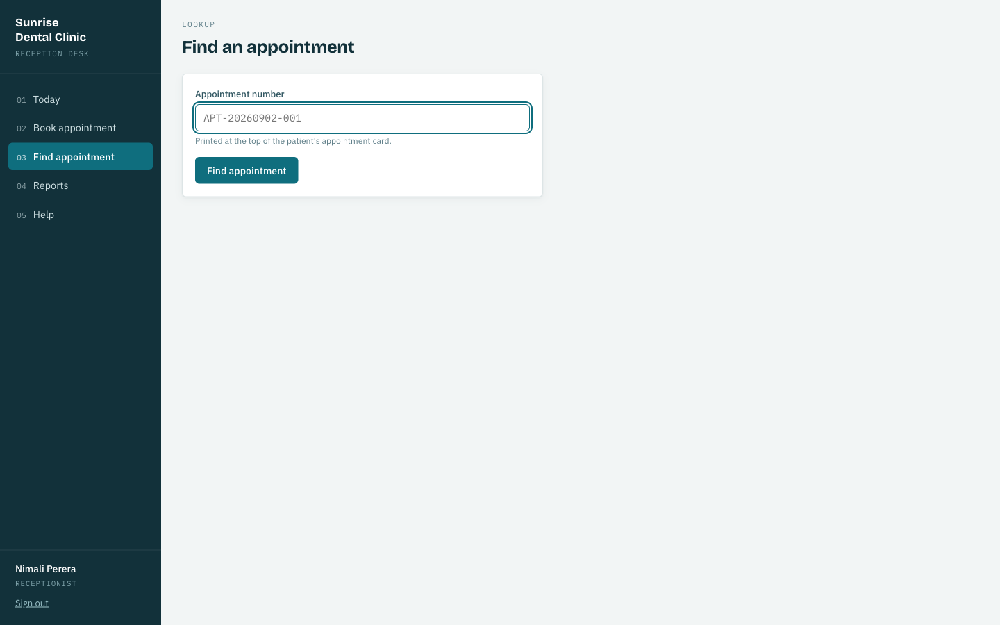 Sunrise
Dental Clinic
RECEPTION DESK
01 Today
02 Book appointment
03 Find appointment
04 Reports
05 Help
Nimali Perera
RECEPTIONIST
Sign out
LOOKUP
Find an appointment
Appointment number
APT-20260902-001
Printed at the top of the patient's appointment card.
Find appointment